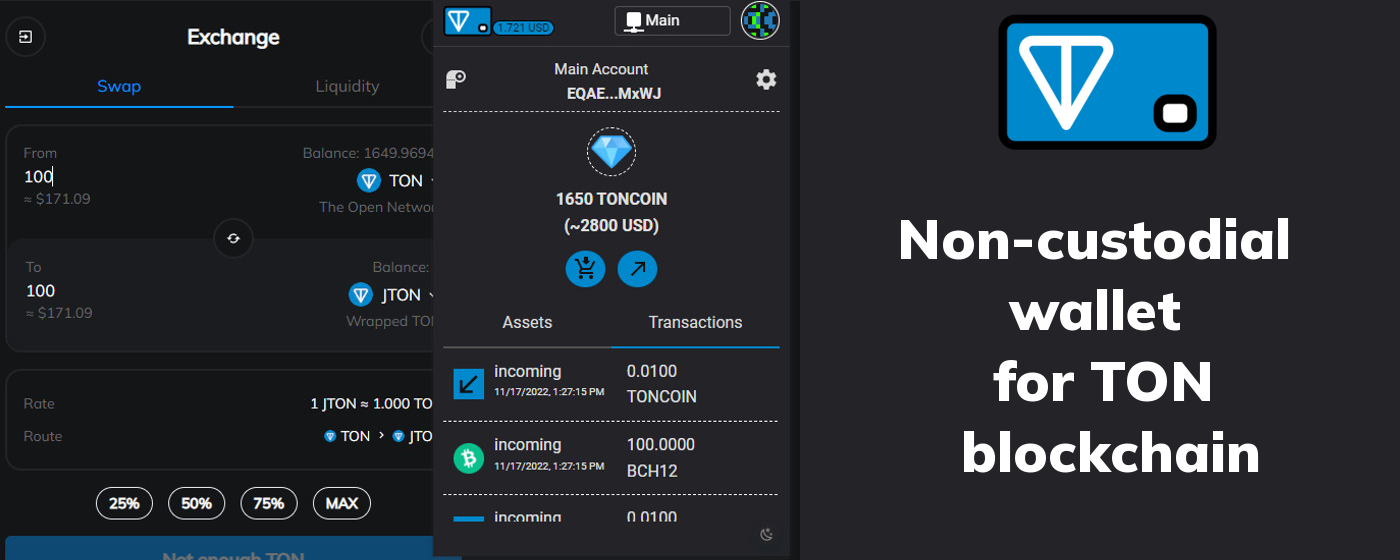 Exchange
Swap
Liquidity
From
Balance: 1649.9694
100
TON
≈ $171.09
The Open Networ
To
Balance:
100
JTON
≈ $171.09
Wrapped TO
Rate
1 JTON ≈ 1.000 TO
Route
TON > JTO
25%
50%
75%
MAX
Not enough TON
1.721 USD
Main
Main Account
EQAE...MxWJ
1650 TONCOIN
(~2800 USD)
Assets
Transactions
incoming
0.0100
11/17/2022, 1:27:15 PM
TONCOIN
incoming
100.0000
11/17/2022, 1:27:15 PM
BCH12
incoming
0.0100
Non-custodial
wallet
for TON
blockchain